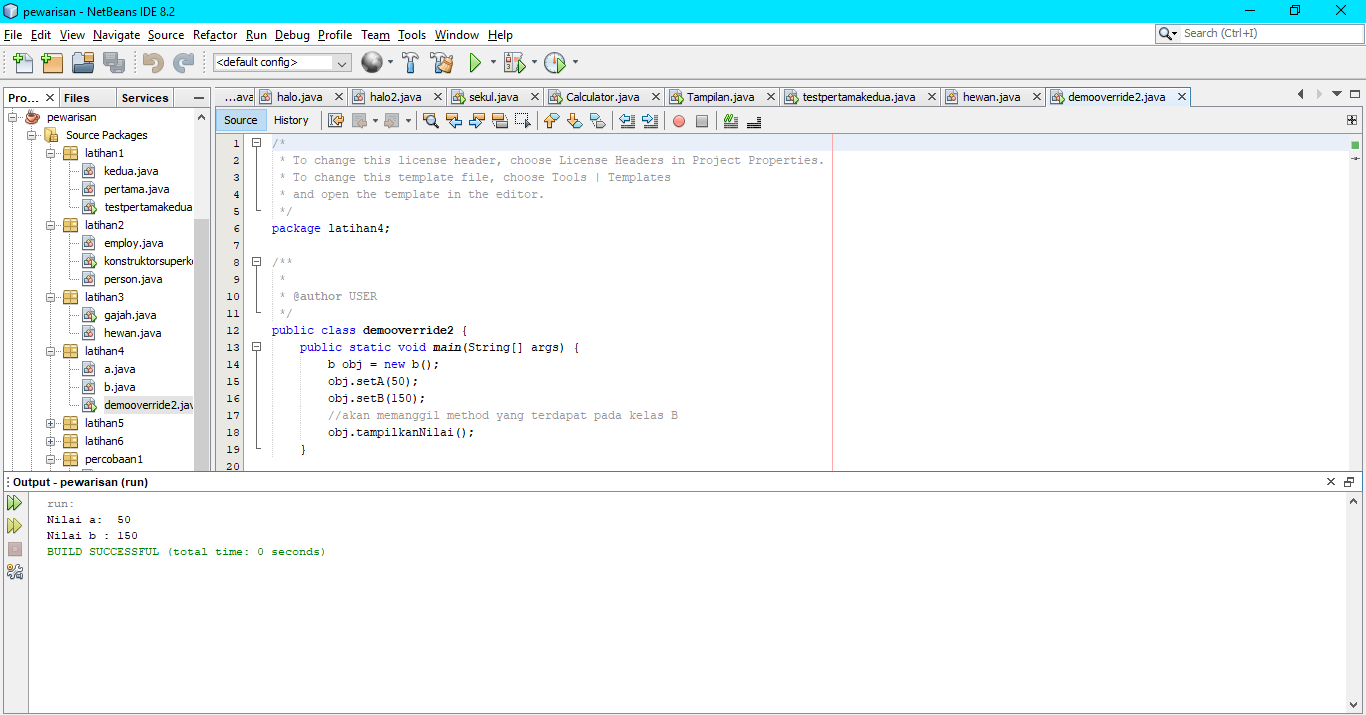 pewarisan - NetBeans IDE 8.2
File Edit View Navigate Source Refactor Run Debug Profile Team Tools Window Help
Search (Ctrl+I)
<default config>
Pro... Files Services
...ava halo.java halo2.java sekul.java Calculator.java Tampilan.java testpertamakedua.java hewan.java demooverride2.java
Source History
pewarisan
Source Packages
latihan1
kedua.java
pertama.java
testpertamakedua
latihan2
employ.java
konstruktorsuperk
person.java
latihan3
gajah.java
hewan.java
latihan4
a.java
b.java
demooverride2.jav
latihan5
latihan6
percobaan1
1 /*
2 * To change this license header, choose License Headers in Project Properties.
3 * To change this template file, choose Tools | Templates
4 * and open the template in the editor.
5 */
6 package latihan4;
7
8 /**
9 *
10 * @author USER
11 */
12 public class demooverride2 {
13 public static void main(String[] args) {
14 b obj = new b();
15 obj.setA(50);
16 obj.setB(150);
17 //akan memanggil method yang terdapat pada kelas B
18 obj.tampilkanNilai();
19 }
20
Output - pewarisan (run)
run:
Nilai a:  50
Nilai b : 150
BUILD SUCCESSFUL (total time: 0 seconds)